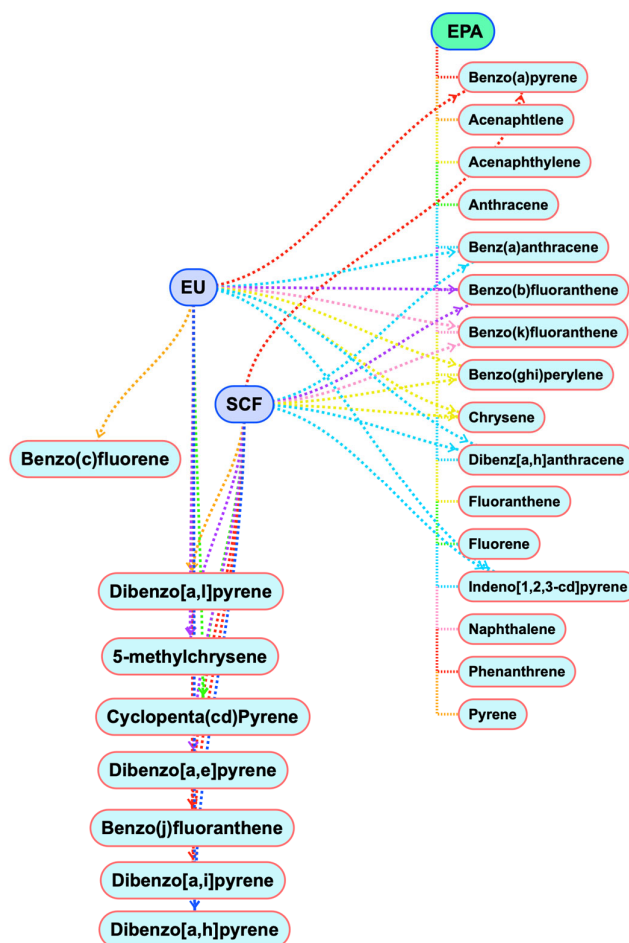 EPA
Benzo(a)pyrene
Acenaphtlene
Acenaphthylene
Anthracene
Benz(a)anthracene
EU
Benzo(b)fluoranthene
Benzo(k)fluoranthene
Benzo(ghi)perylene
SCF
Chrysene
Benzo(c)fluorene
Dibenz[a,h]anthracene
Fluoranthene
Fluorene
Indeno[1,2,3-cd]pyrene
Dibenzo[a,l]pyrene
Naphthalene
5-methylchrysene
Phenanthrene
Cyclopenta(cd)Pyrene
Pyrene
Dibenzo[a,e]pyrene
Benzo(j)fluoranthene
Dibenzo[a,i]pyrene
Dibenzo[a,h]pyrene